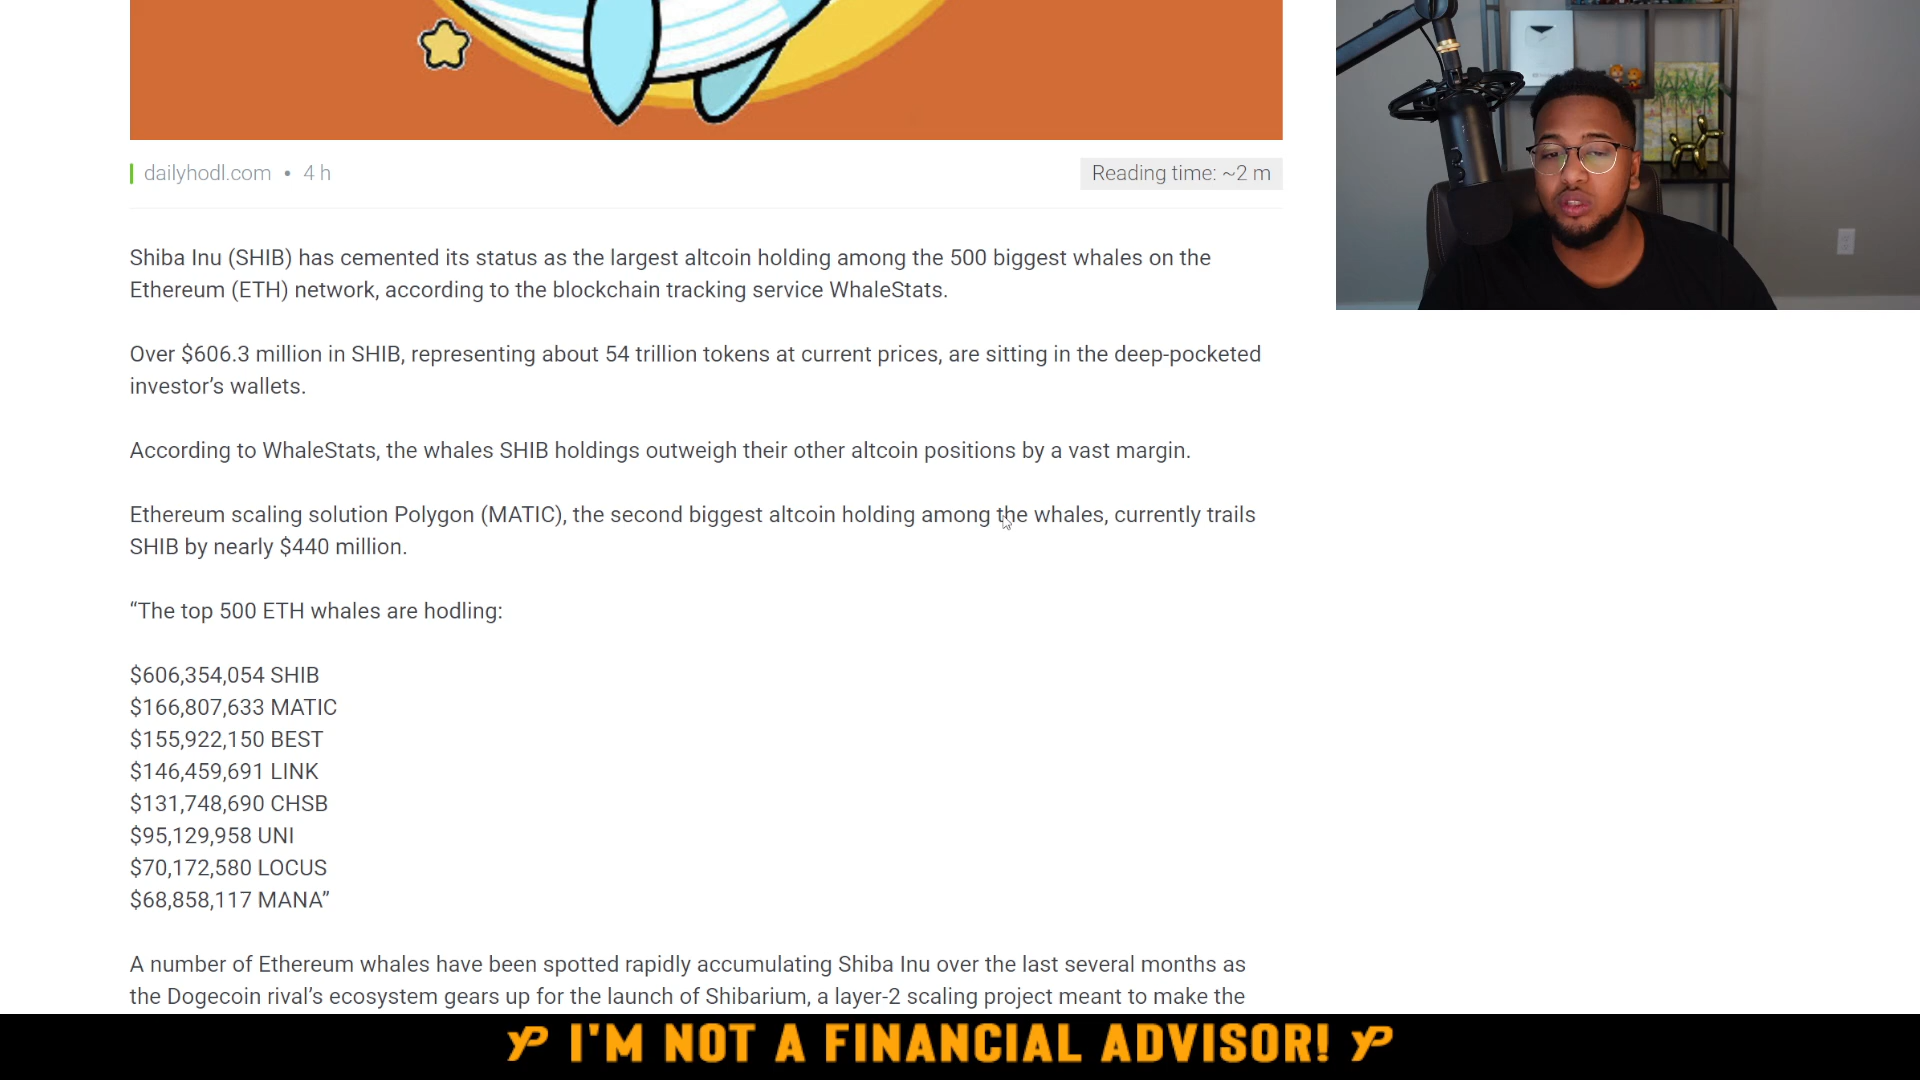 dailyhodl.com • 4 h
Reading time: ~2 m
Shiba Inu (SHIB) has cemented its status as the largest altcoin holding among the 500 biggest whales on the
Ethereum (ETH) network, according to the blockchain tracking service WhaleStats.
Over $606.3 million in SHIB, representing about 54 trillion tokens at current prices, are sitting in the deep-pocketed
investor’s wallets.
According to WhaleStats, the whales SHIB holdings outweigh their other altcoin positions by a vast margin.
Ethereum scaling solution Polygon (MATIC), the second biggest altcoin holding among the whales, currently trails
SHIB by nearly $440 million.
“The top 500 ETH whales are hodling:
$606,354,054 SHIB
$166,807,633 MATIC
$155,922,150 BEST
$146,459,691 LINK
$131,748,690 CHSB
$95,129,958 UNI
$70,172,580 LOCUS
$68,858,117 MANA”
A number of Ethereum whales have been spotted rapidly accumulating Shiba Inu over the last several months as
the Dogecoin rival’s ecosystem gears up for the launch of Shibarium, a layer-2 scaling project meant to make the
YP I'M NOT A FINANCIAL ADVISOR! YP